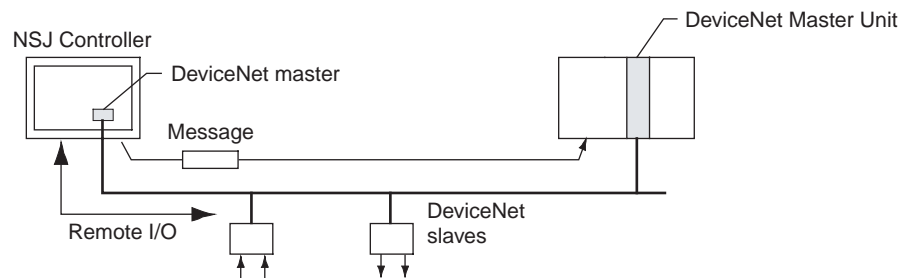 DeviceNet Master Unit
NSJ Controller
DeviceNet master
Message
DeviceNet
slaves
Remote I/O